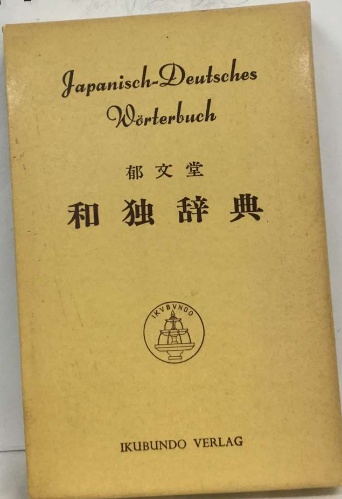 Japanisch-Deutsches
Wörterbuch
郁文堂
和独辞典
IKUBUNDO
IKUBUNDO VERLAG